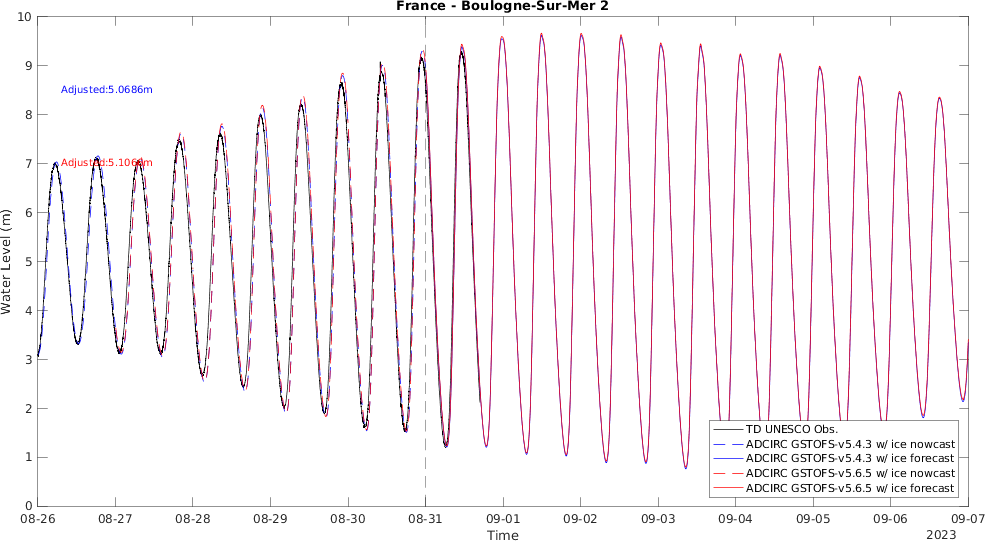 France - Boulogne-Sur-Mer 2
10
9
8
7
6
5
4
3
2
1
0
Water Level (m)
Adjusted:5.0686m
TD UNESCO Obs.
ADCIRC GSTOFS-v5.4.3 w/ ice nowcast
ADCIRC GSTOFS-v5.4.3 w/ ice forecast
ADCIRC GSTOFS-v5.6.5 w/ ice nowcast
ADCIRC GSTOFS-v5.6.5 w/ ice forecast
08-26 08-27 08-28 08-29 08-30 08-31 09-01 09-02 09-03 09-04 09-05 09-06 09-07
Time
2023